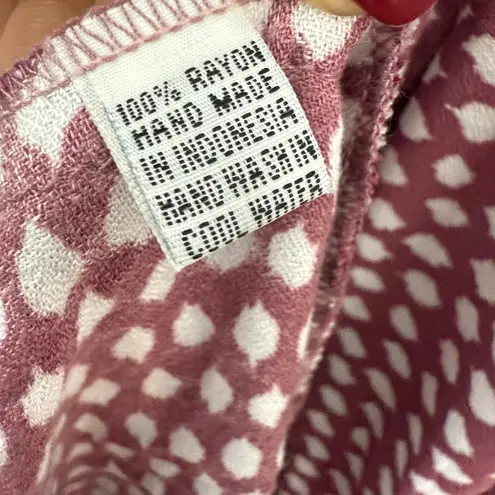 100% RAYON
HAND MADE
IN INDONESIA
HAND WASH IN
COOL WATER